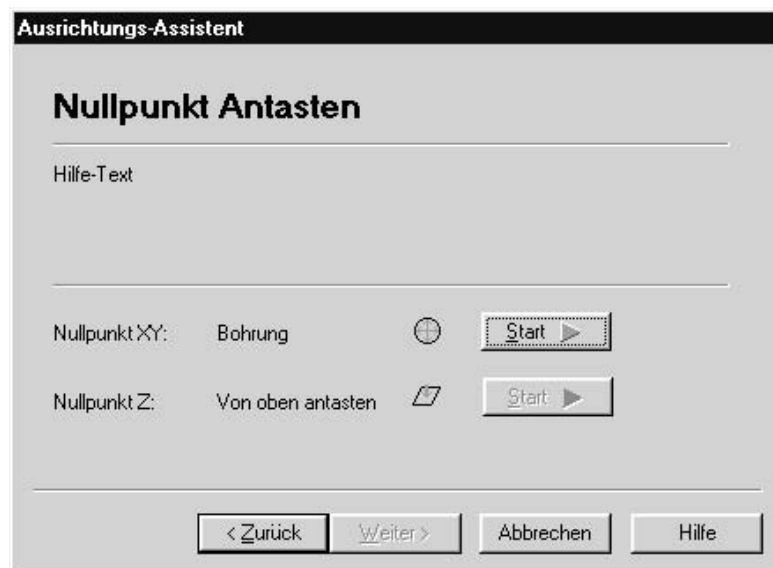 Ausrichtungs-Assistent
Nullpunkt Antasten
Hilfe-Text
Nullpunkt XY: Bohrung Start
Nullpunkt Z: Von oben antasten Start
< Zurück Weiter > Abbrechen Hilfe